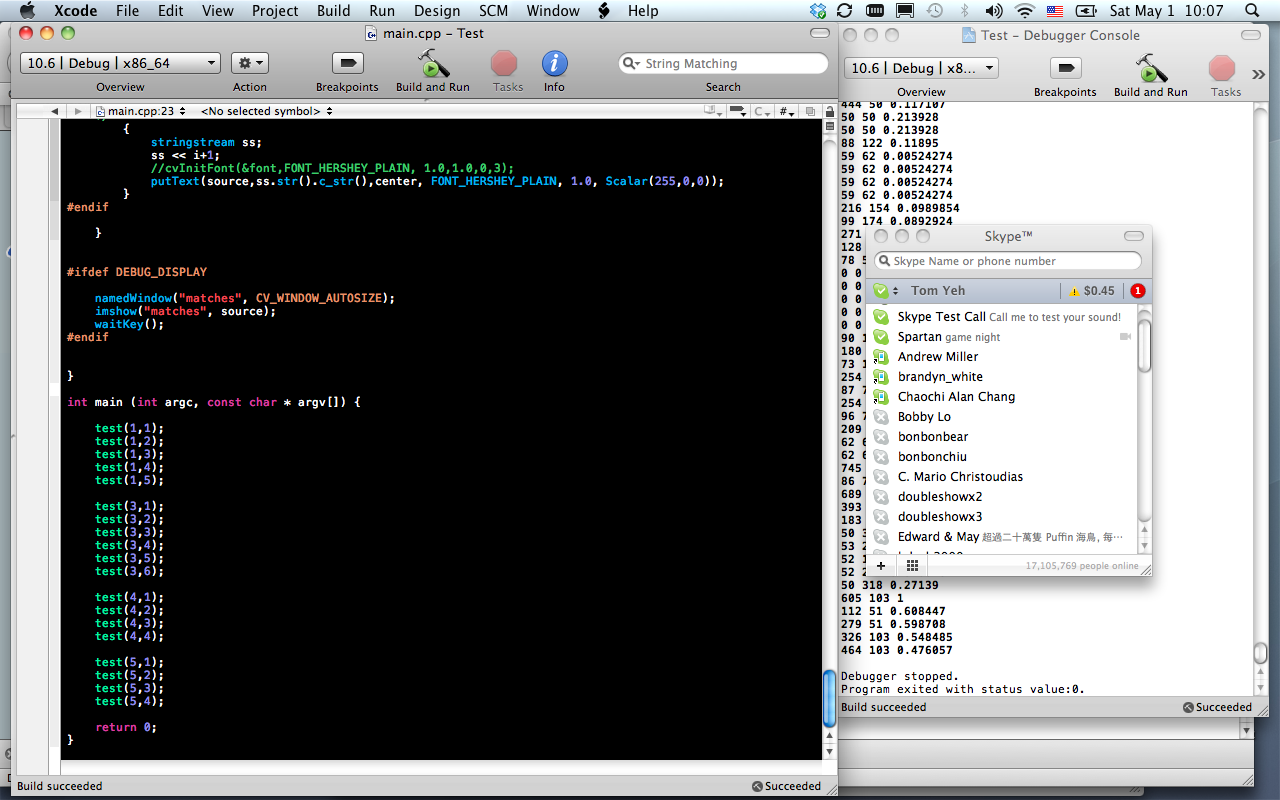 Xcode File Edit View Project Build Run Design SCM Window Help Sat May 1 10:07
main.cpp – Test
10.6 | Debug | x86_64
String Matching
Overview Action Breakpoints Build and Run Tasks Info Search
main.cpp:23 <No selected symbol> C #
{
stringstream ss;
ss << i+1;
//cvInitFont(&font,FONT_HERSHEY_PLAIN, 1.0,1.0,0,3);
putText(source,ss.str().c_str(),center, FONT_HERSHEY_PLAIN, 1.0, Scalar(255,0,0));
}
#endif
}
#ifdef DEBUG_DISPLAY
namedWindow("matches", CV_WINDOW_AUTOSIZE);
imshow("matches", source);
waitKey();
#endif
}
int main (int argc, const char * argv[]) {
test(1,1);
test(1,2);
test(1,3);
test(1,4);
test(1,5);
test(3,1);
test(3,2);
test(3,3);
test(3,4);
test(3,5);
test(3,6);
test(4,1);
test(4,2);
test(4,3);
test(4,4);
test(5,1);
test(5,2);
test(5,3);
test(5,4);
return 0;
}
Build succeeded Succeeded
Test – Debugger Console
10.6 | Debug | x8...
Overview Breakpoints Build and Run Tasks
444 50 0.117107
50 50 0.213928
50 50 0.213928
88 122 0.11895
59 62 0.00524274
59 62 0.00524274
59 62 0.00524274
59 62 0.00524274
216 154 0.0989854
99 174 0.0892924
271
128
78 5
0 0
0 0
0 0
0 0
0 0
90 1
180
73 1
254
87 7
254
96 7
209
62 6
62 6
745
86 7
689
393
183
50 3
53 2
52 1
52 2
50 318 0.27139
605 103 1
112 51 0.608447
279 51 0.598708
326 103 0.548485
464 103 0.476057
Debugger stopped.
Program exited with status value:0.
Build succeeded Succeeded
Skype™
Skype Name or phone number
Tom Yeh $0.45 1
Skype Test Call Call me to test your sound!
Spartan game night
Andrew Miller
brandyn_white
Chaochi Alan Chang
Bobby Lo
bonbonbear
bonbonchiu
C. Mario Christoudias
doubleshowx2
doubleshowx3
Edward & May 超過二十萬隻 Puffin 海鳥, 每…
17,105,769 people online